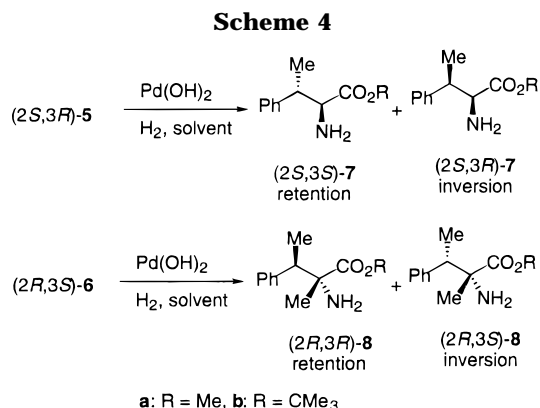 Scheme 4
(2S,3R)-5
Pd(OH)2
H2, solvent
Me
Ph
CO2R
NH2
+
Me
Ph
CO2R
NH2
(2S,3S)-7
retention
(2S,3R)-7
inversion
(2R,3S)-6
Pd(OH)2
H2, solvent
Me
Ph
CO2R
Me
NH2
+
Me
Ph
CO2R
Me
NH2
(2R,3R)-8
retention
(2R,3S)-8
inversion
a: R = Me, b: R = CMe3